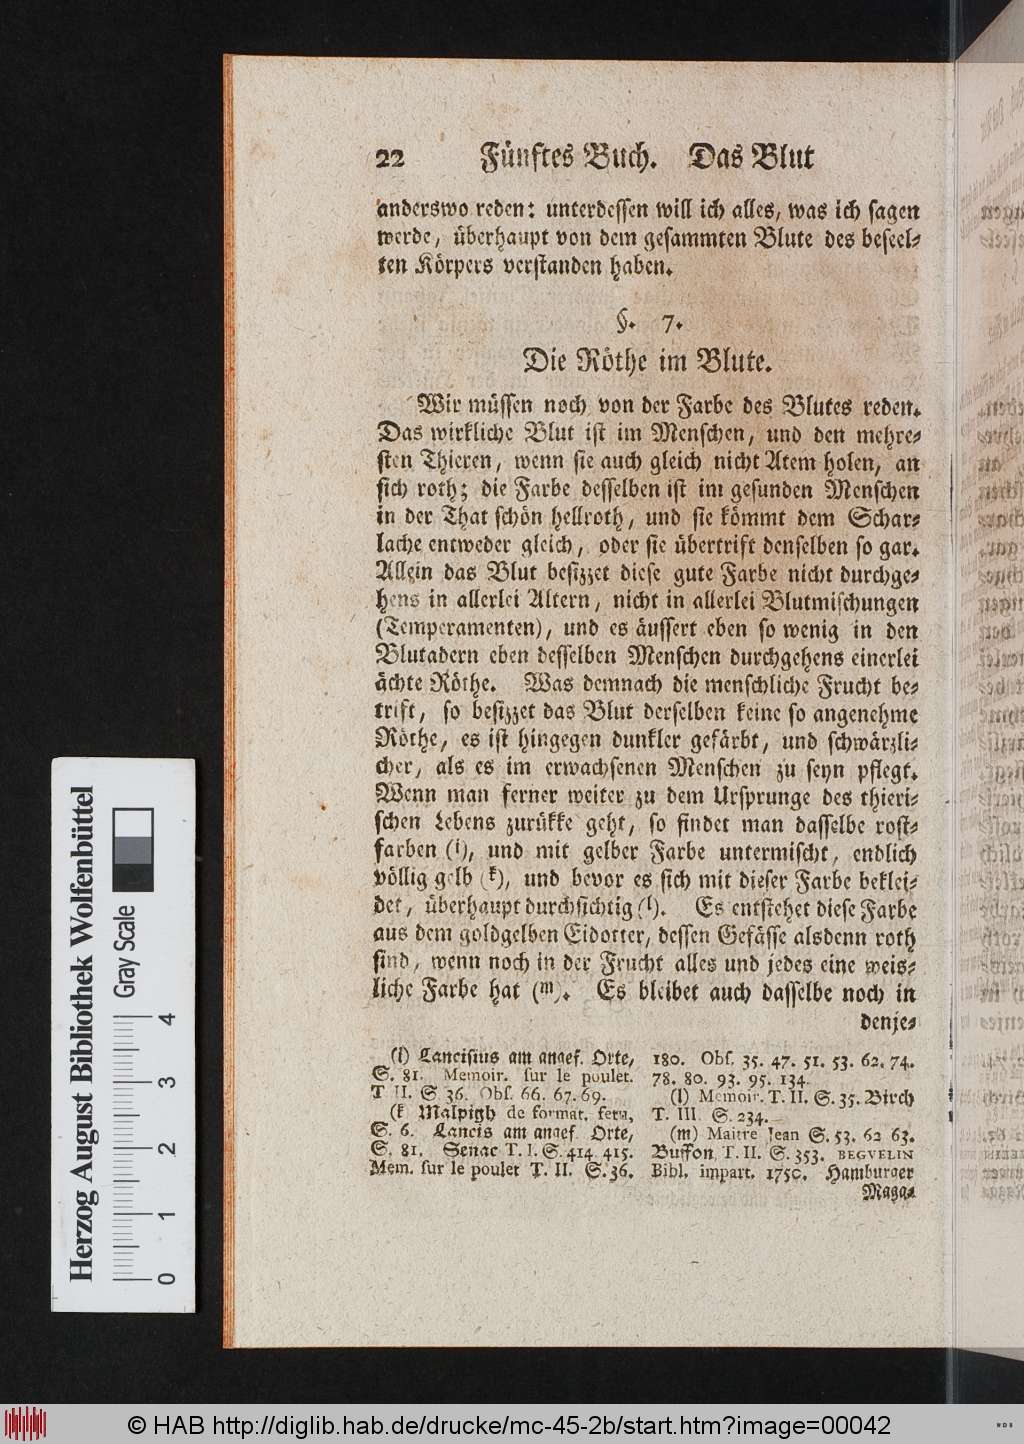 22 Fünftes Buch. Das Blut
anderswo reden: unterdessen will ich alles, was ich sagen
werde, überhaupt von dem gesammten Blute des beseel-
ten Körpers verstanden haben.
§. 7.
Die Röthe im Blute.
Wir müssen noch von der Farbe des Blutes reden.
Das wirkliche Blut ist im Menschen, und den mehre-
sten Thieren, wenn sie auch gleich nicht Atem holen, an
sich roth; die Farbe desselben ist im gesunden Menschen
in der That schön hellroth, und sie kömmt dem Schar-
lache entweder gleich, oder sie übertrift denselben so gar.
Allein das Blut besizzet diese gute Farbe nicht durchge-
hens in allerlei Altern, nicht in allerlei Blutmischungen
(Temperamenten), und es äussert eben so wenig in den
Blutadern eben desselben Menschen durchgehens einerlei
ächte Röthe. Was demnach die menschliche Frucht be-
trift, so besizzet das Blut derselben keine so angenehme
Röthe, es ist hingegen dunkler gefärbt, und schwärzli-
cher, als es im erwachsenen Menschen zu seyn pflegt.
Wenn man ferner weiter zu dem Ursprunge des thieri-
schen Lebens zurükke geht, so findet man dasselbe rost-
farben (i), und mit gelber Farbe untermischt, endlich
völlig gelb (k), und bevor es sich mit dieser Farbe beklei-
det, überhaupt durchsichtig (l). Es entstehet diese Farbe
aus dem goldgelben Eidotter, dessen Gefässe alsdenn roth
sind, wenn noch in der Frucht alles und jedes eine weis-
liche Farbe hat (m). Es bleibet auch dasselbe noch in
denje-
(i) Lancisius am angef. Orte,
S. 81. Memoir. sur le poulet.
T II. S 36. Obs. 66. 67. 69.
(k Malpigh de format. fetu,
S. 6. Lancis am angef. Orte,
S. 81. Senac T. I. S. 414. 415.
Mem. sur le poulet T. II. S. 36.
180. Obs. 35. 47. 51. 53. 62. 74.
78. 80. 93. 95. 134.
(l) Memoir. T. II. S. 35. Birch
T. III. S. 234.
(m) Maitre Jean S. 53. 62 63.
Buffon T. II. S. 353. BEGVELIN
Bibl. impart. 1750. Hamburger
Maga-
Herzog August Bibliothek Wolfenbüttel
Gray Scale
0 1 2 3 4
© HAB http://diglib.hab.de/drucke/mc-45-2b/start.htm?image=00042